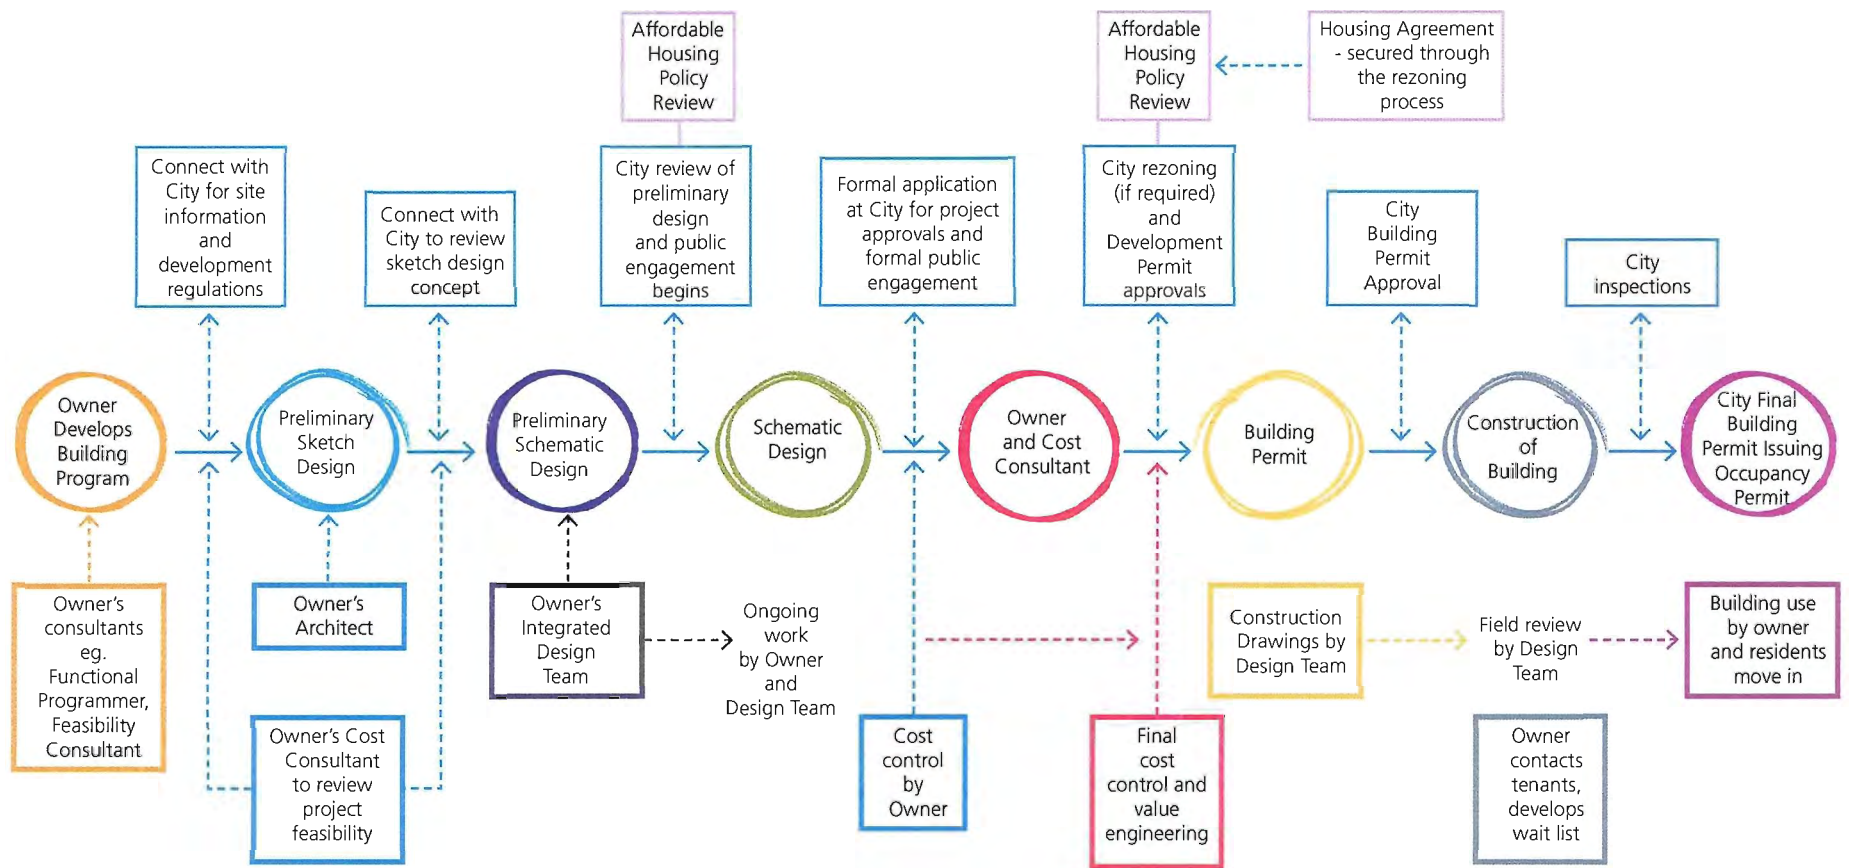 Affordable
Housing
Policy
Review
Affordable
Housing
Policy
Review
Housing Agreement
- secured through
the rezoning
process
Connect with
City for site
information
and
development
regulations
Connect with
City to review
sketch design
concept
City review of
preliminary
design
and public
engagement
begins
Formal application
at City for project
approvals and
formal public
engagement
City rezoning
(if required)
and
Development
Permit
approvals
City
Building
Permit
Approval
City
inspections
Owner
Develops
Building
Program
Preliminary
Sketch
Design
Preliminary
Schematic
Design
Schematic
Design
Owner
and Cost
Consultant
Building
Permit
Construction
of
Building
City Final
Building
Permit Issuing
Occupancy
Permit
Owner's
consultants
eg.
Functional
Programmer,
Feasibility
Consultant
Owner's
Architect
Owner's
Integrated
Design
Team
Ongoing
work
by Owner
and
Design Team
Construction
Drawings by
Design Team
Field review
by Design
Team
Building use
by owner
and residents
move in
Owner's Cost
Consultant
to review
project
feasibility
Cost
control
by
Owner
Final
cost
control and
value
engineering
Owner
contacts
tenants,
develops
wait list